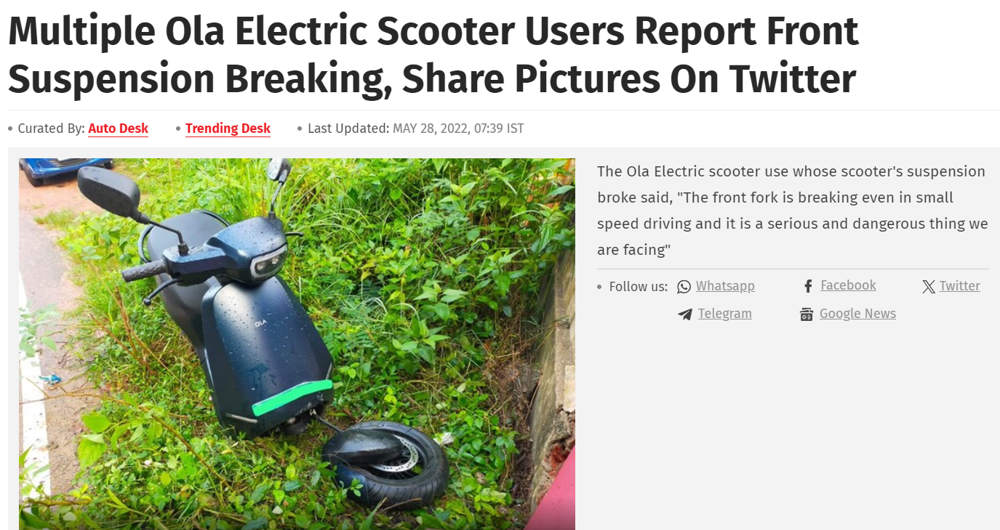 Multiple Ola Electric Scooter Users Report Front
Suspension Breaking, Share Pictures On Twitter
Curated By: Auto Desk
Trending Desk
Last Updated: MAY 28, 2022, 07:39 IST
OLA
The Ola Electric scooter use whose scooter's suspension
broke said, "The front fork is breaking even in small
speed driving and it is a serious and dangerous thing we
are facing"
Follow us: Whatsapp Facebook Twitter
Telegram Google News